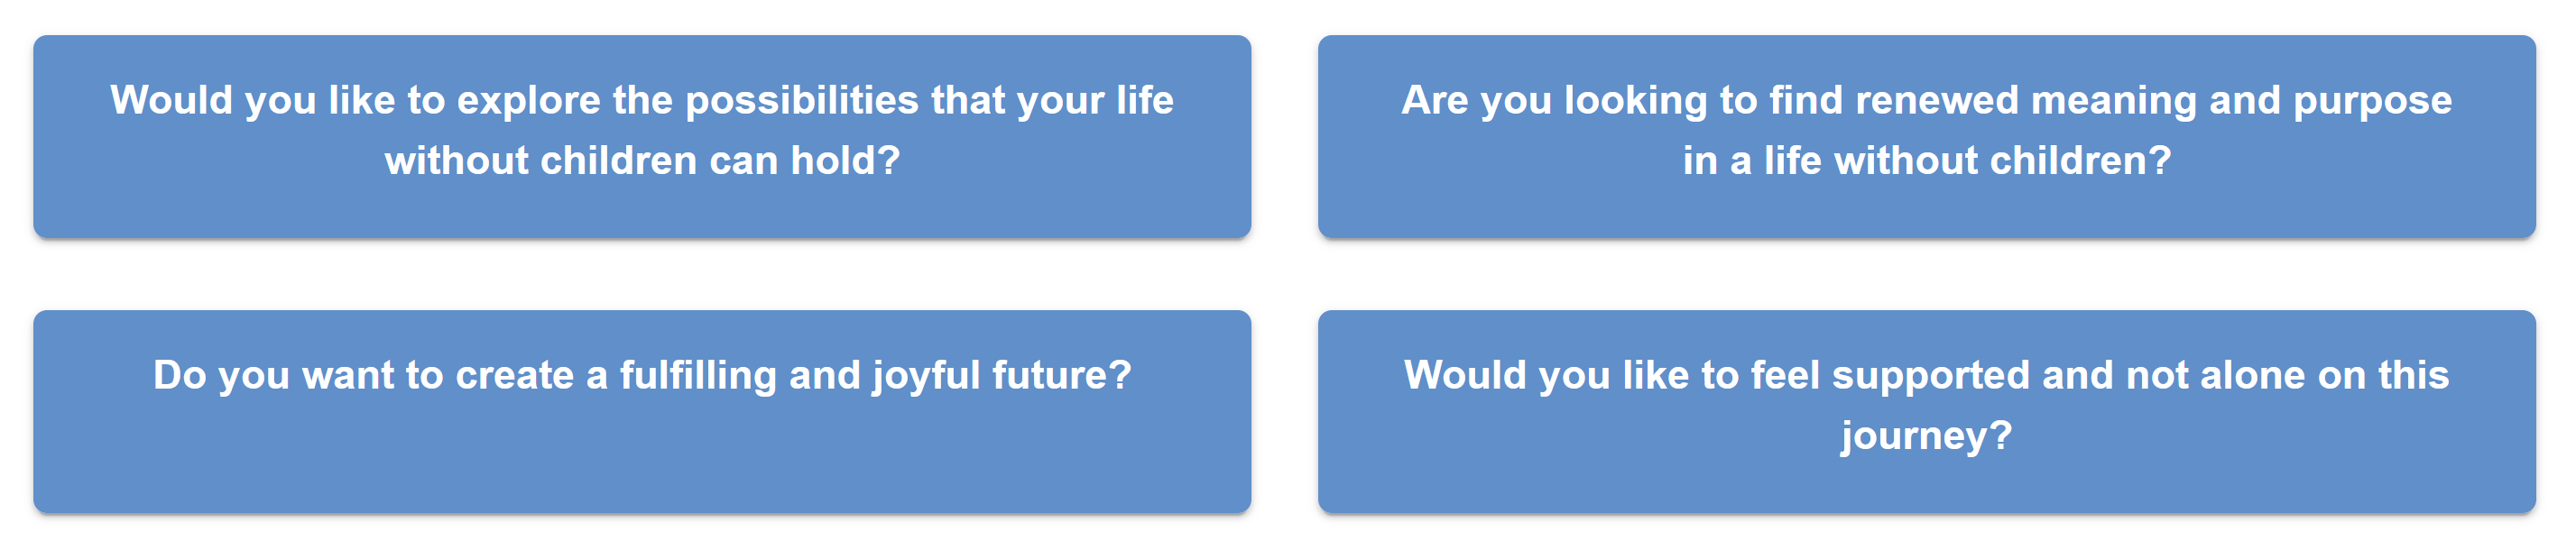 Would you like to explore the possibilities that your life
without children can hold?
Are you looking to find renewed meaning and purpose
in a life without children?
Do you want to create a fulfilling and joyful future?
Would you like to feel supported and not alone on this
journey?